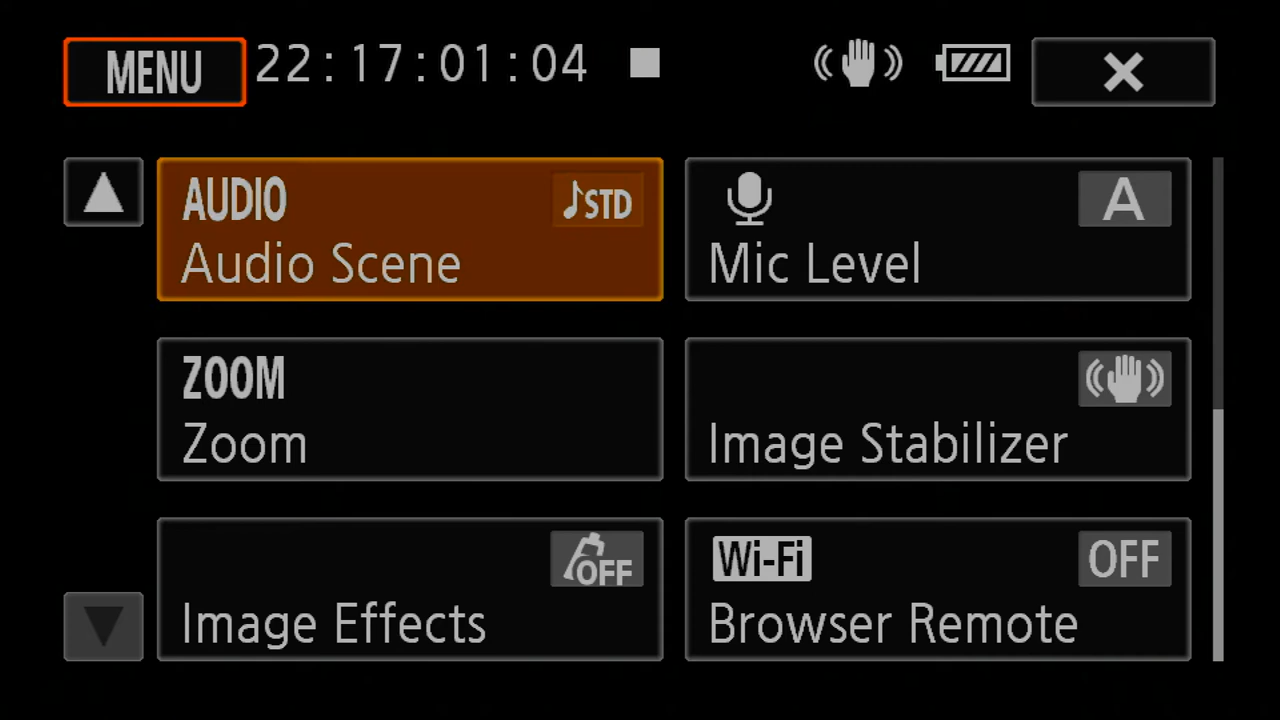 MENU 22:17:01:04
AUDIO STD
Audio Scene
A
Mic Level
ZOOM
Zoom
Image Stabilizer
OFF
Image Effects
Wi-Fi OFF
Browser Remote